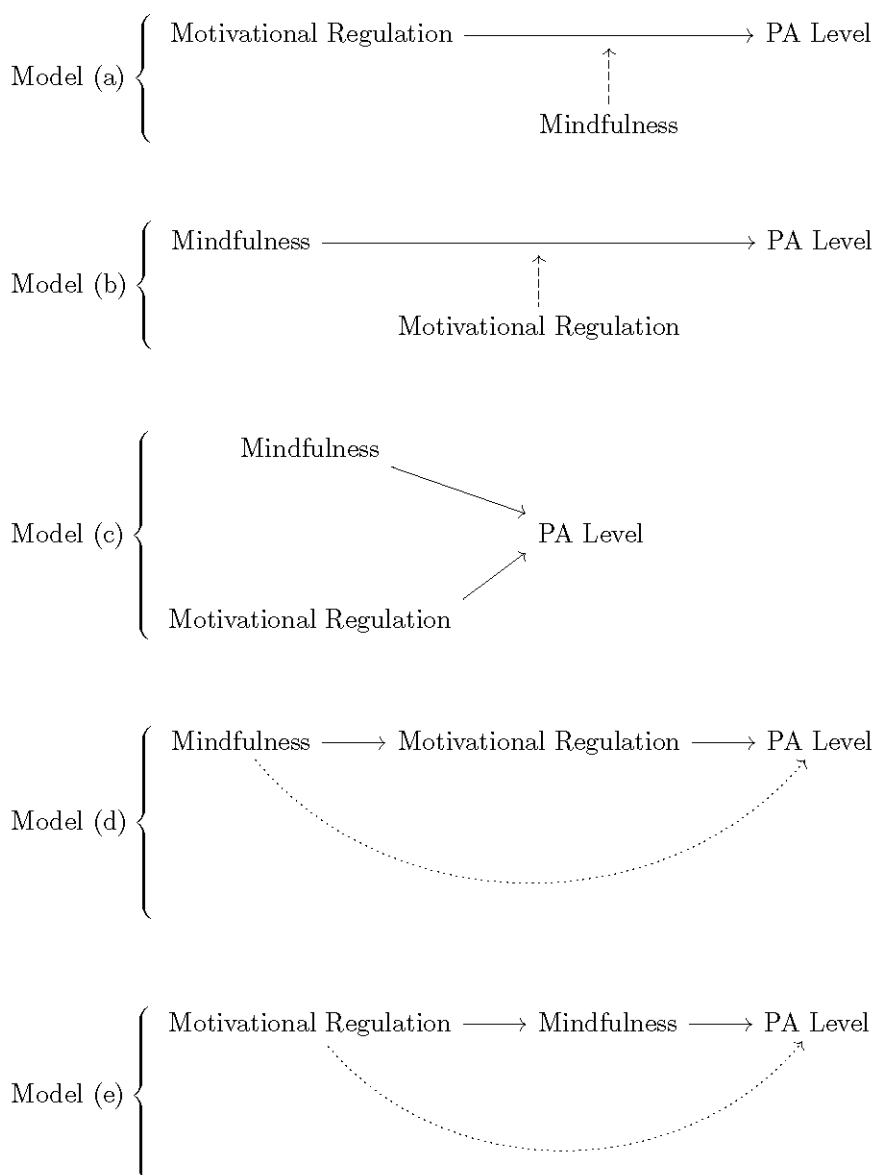 Motivational Regulation PA Level
Model (a)
Mindfulness
Mindfulness PA Level
Model (b)
Motivational Regulation
Mindfulness
Model (c) PA Level
Motivational Regulation
Mindfulness Motivational Regulation PA Level
Model (d)
Motivational Regulation Mindfulness PA Level
Model (e)